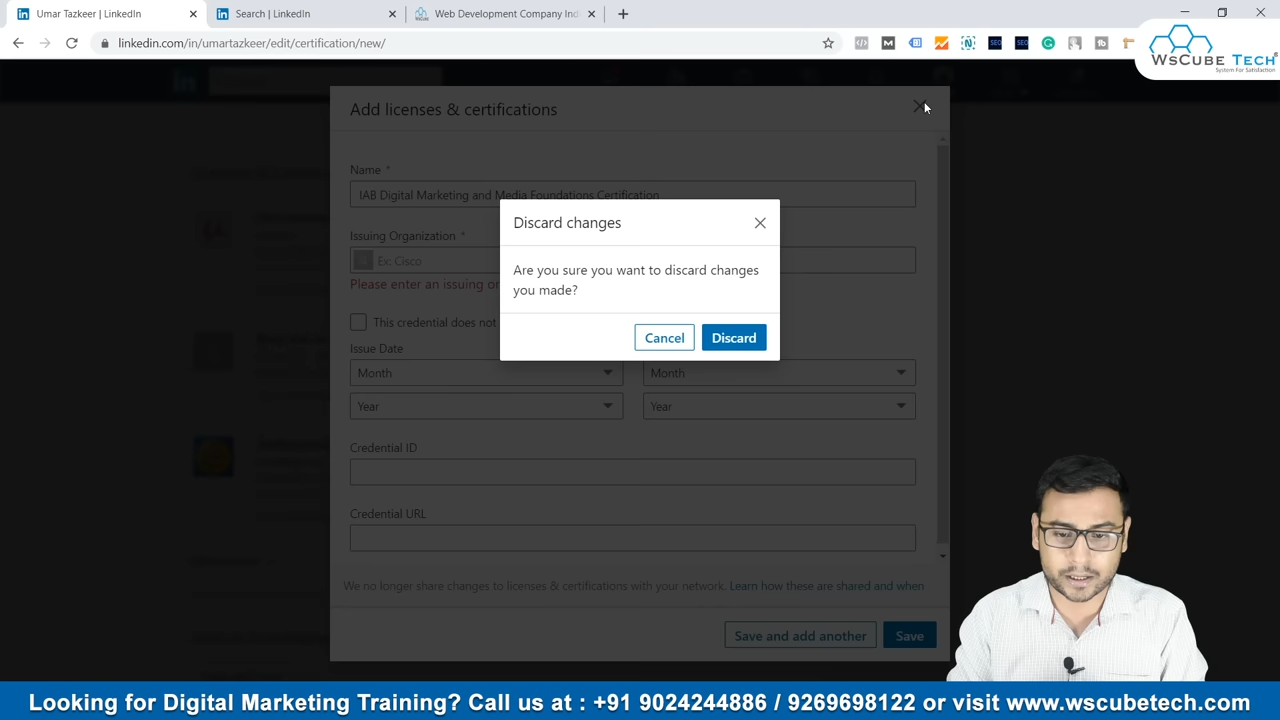 Umar Tazkeer | LinkedIn
Search | LinkedIn
Web Development Company Ind
linkedin.com/in/umartazkeer/edit/certification/new/
WsCube Tech
System For Satisfaction
Add licenses & certifications
Name *
IAB Digital Marketing and Media Foundations Certification
Discard changes
Issuing Organization *
Ex: Cisco
Are you sure you want to discard changes
you made?
Please enter an issuing or
This credential does not
Cancel
Discard
Issue Date
Month
Month
Year
Year
Credential ID
Credential URL
We no longer share changes to licenses & certifications with your network. Learn how these are shared and when
Save and add another
Save
Looking for Digital Marketing Training? Call us at : +91 9024244886 / 9269698122 or visit www.wscubetech.com